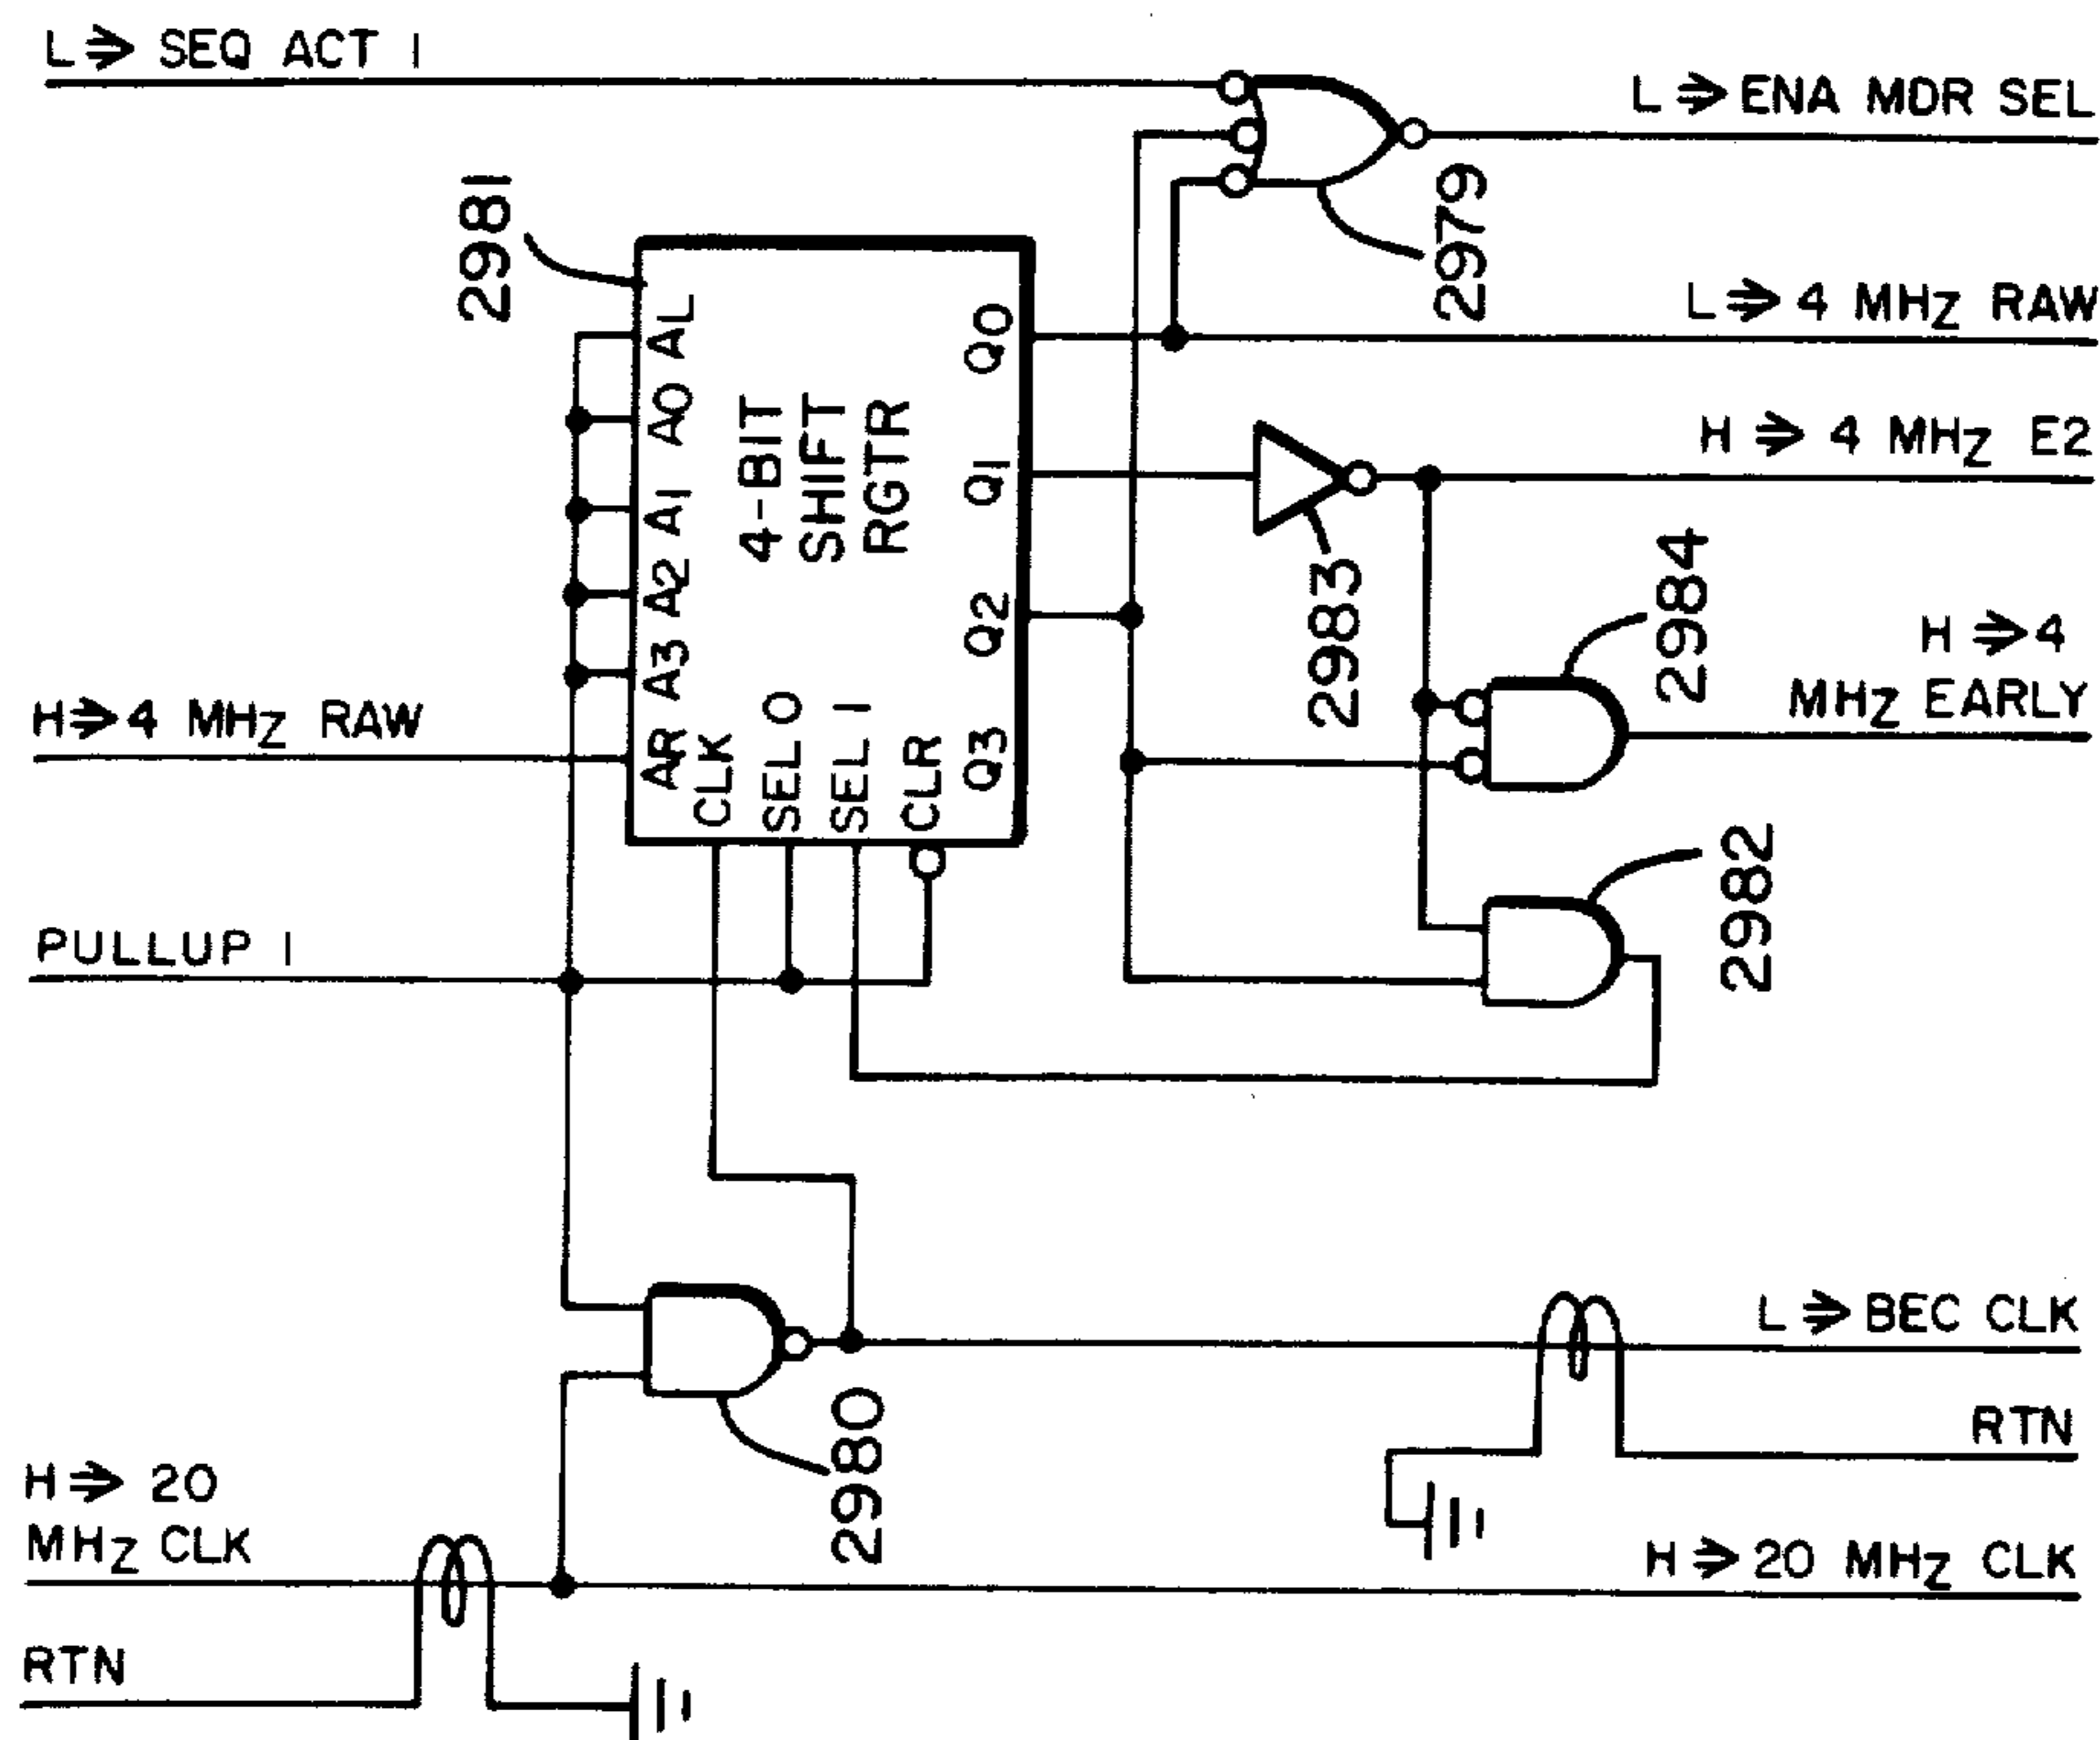 L ⇒ SEQ ACT 1
L ⇒ ENA MDR SEL
2981
2979
L ⇒ 4 MHZ RAW
AL
A0
A1
A2
A3
AR
4-BIT
SHIFT
RGTR
Q0
Q1
Q2
Q3
CLK
SEL 0
SEL 1
CLR
H ⇒ 4 MHZ E2
2983
2984
H ⇒ 4
MHZ EARLY
H ⇒ 4 MHZ RAW
2982
PULLUP 1
2980
L ⇒ BEC CLK
RTN
H ⇒ 20
MHZ CLK
H ⇒ 20 MHZ CLK
RTN